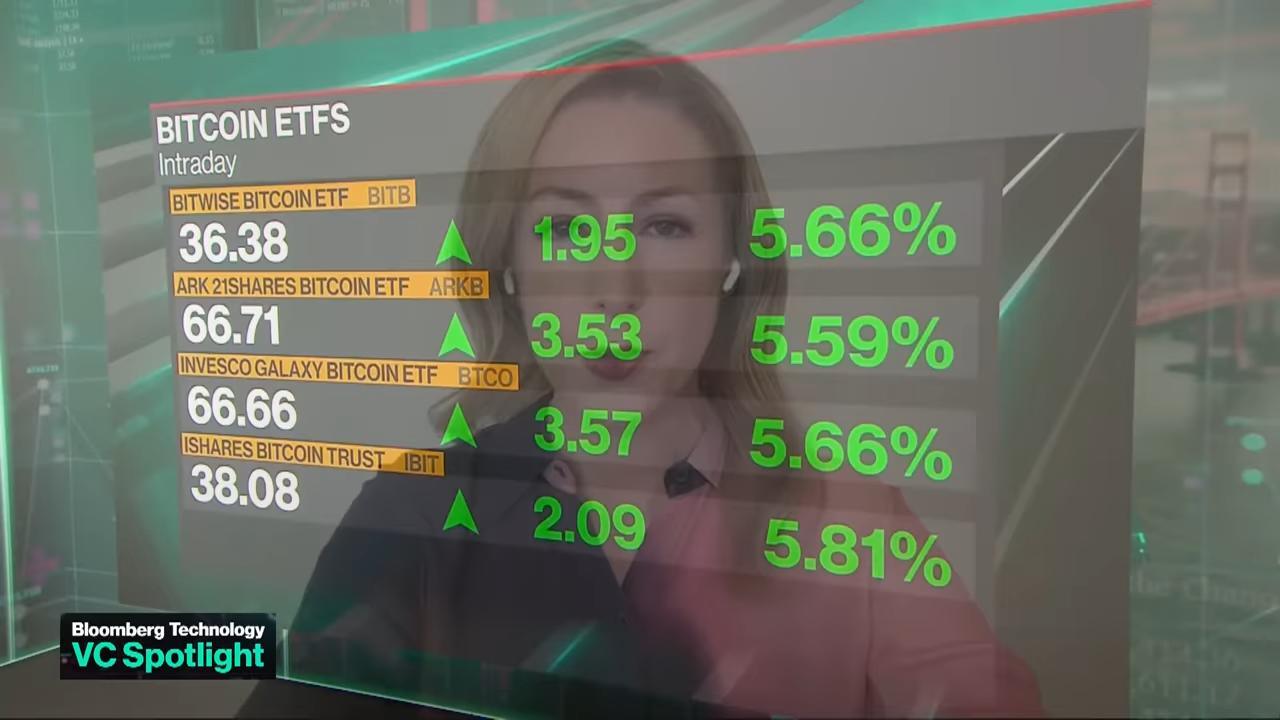 BITCOIN ETFS
Intraday
BITWISE BITCOIN ETF BITB
36.38 1.95 5.66%
ARK 21SHARES BITCOIN ETF ARKB
66.71 3.53 5.59%
INVESCO GALAXY BITCOIN ETF BTCO
66.66 3.57 5.66%
ISHARES BITCOIN TRUST IBIT
38.08 2.09 5.81%
Bloomberg Technology
VC Spotlight